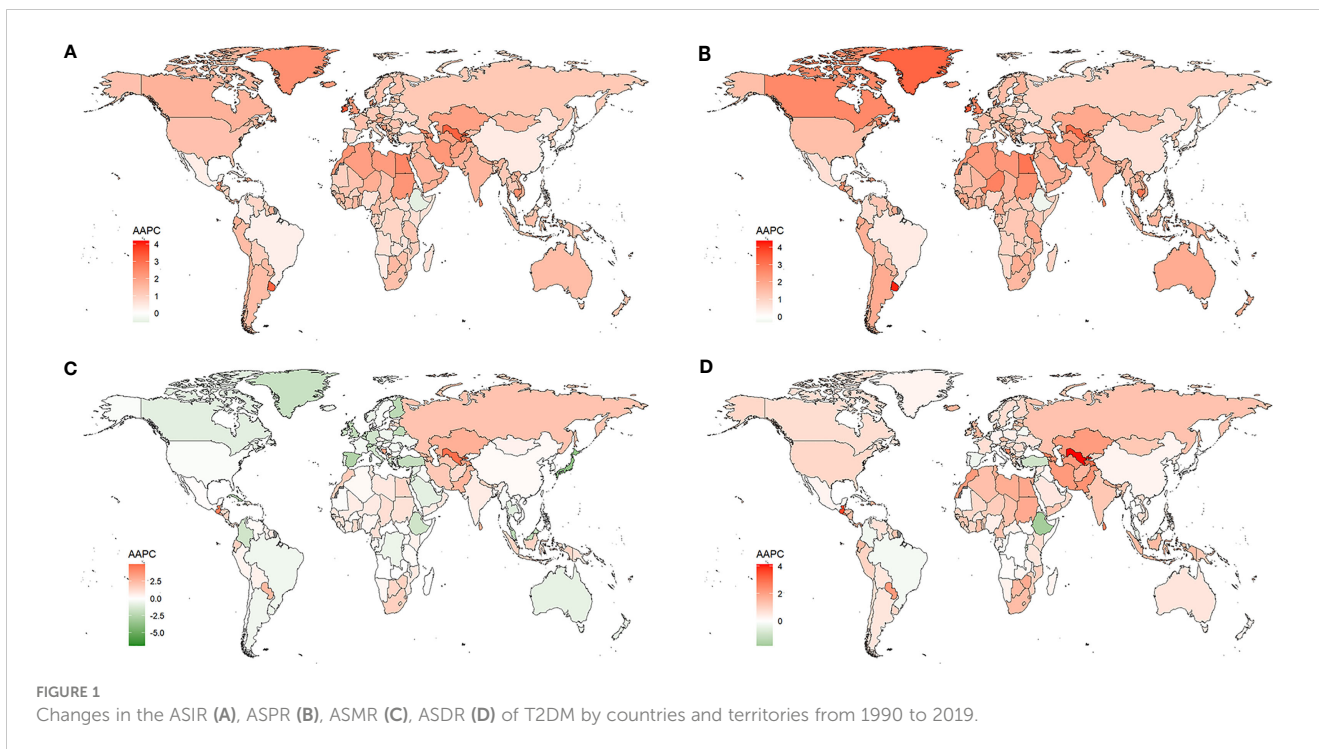 A
B
AAPC
4
3
2
1
0
AAPC
4
3
2
1
0
C
D
AAPC
2.5
0.0
-2.5
-5.0
AAPC
4
2
0
FIGURE 1
Changes in the ASIR (A), ASPR (B), ASMR (C), ASDR (D) of T2DM by countries and territories from 1990 to 2019.